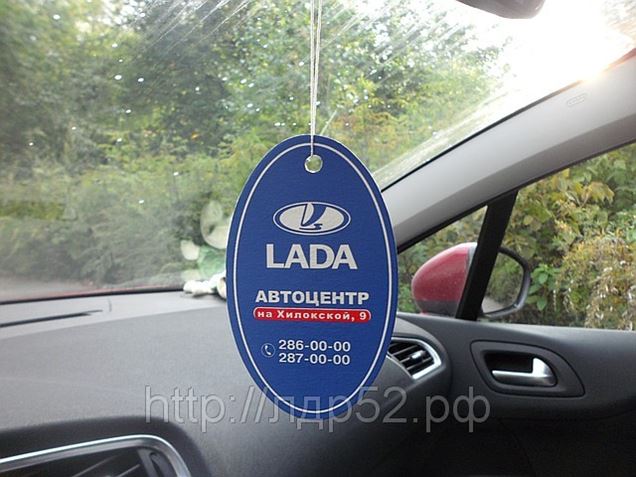 LADA
АВТОЦЕНТР
на Хилокской, 9
286-00-00
287-00-00
http://лдр52.рф